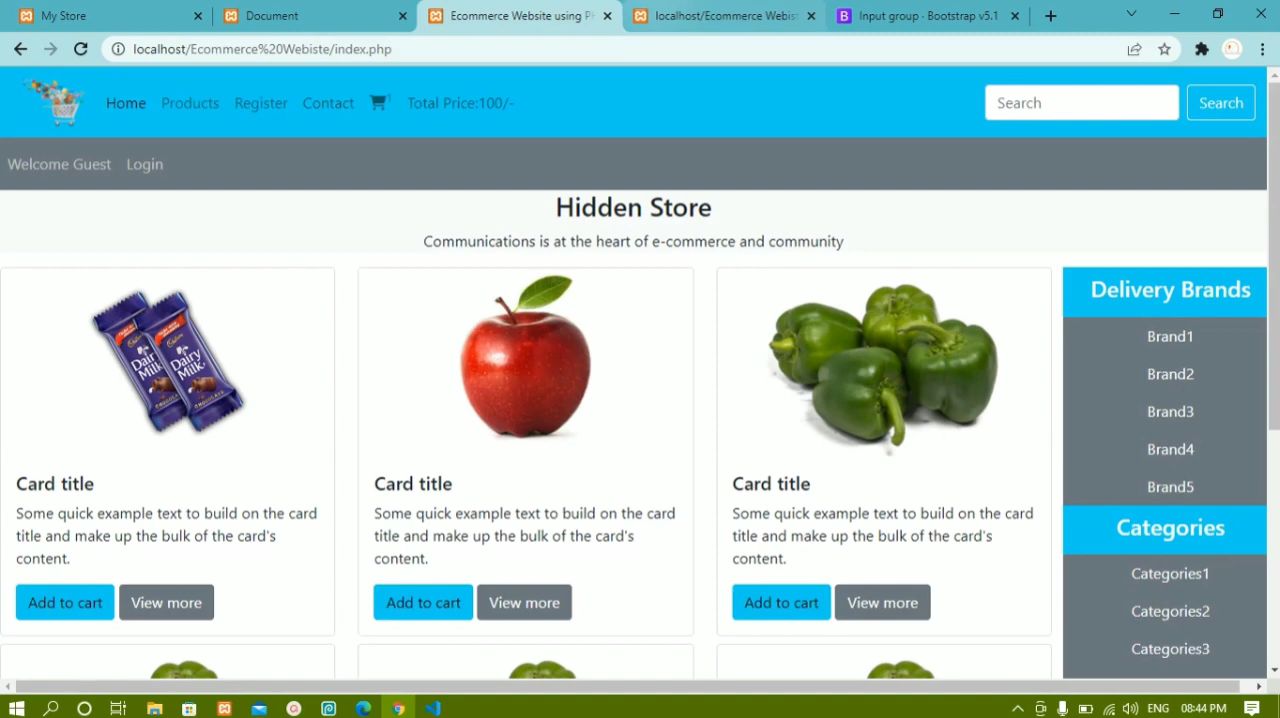 My Store
Document
Ecommerce Website using P
localhost/Ecommerce Webist
Input group · Bootstrap v5.1
localhost/Ecommerce%20Webiste/index.php
Home Products Register Contact 1 Total Price:100/-
Search Search
Welcome Guest Login
Hidden Store
Communications is at the heart of e-commerce and community
Dairy Milk Dairy Milk
Card title
Some quick example text to build on the card
title and make up the bulk of the card's
content.
Add to cart View more
Card title
Some quick example text to build on the card
title and make up the bulk of the card's
content.
Add to cart View more
Card title
Some quick example text to build on the card
title and make up the bulk of the card's
content.
Add to cart View more
Delivery Brands
Brand1
Brand2
Brand3
Brand4
Brand5
Categories
Categories1
Categories2
Categories3
ENG 08:44 PM